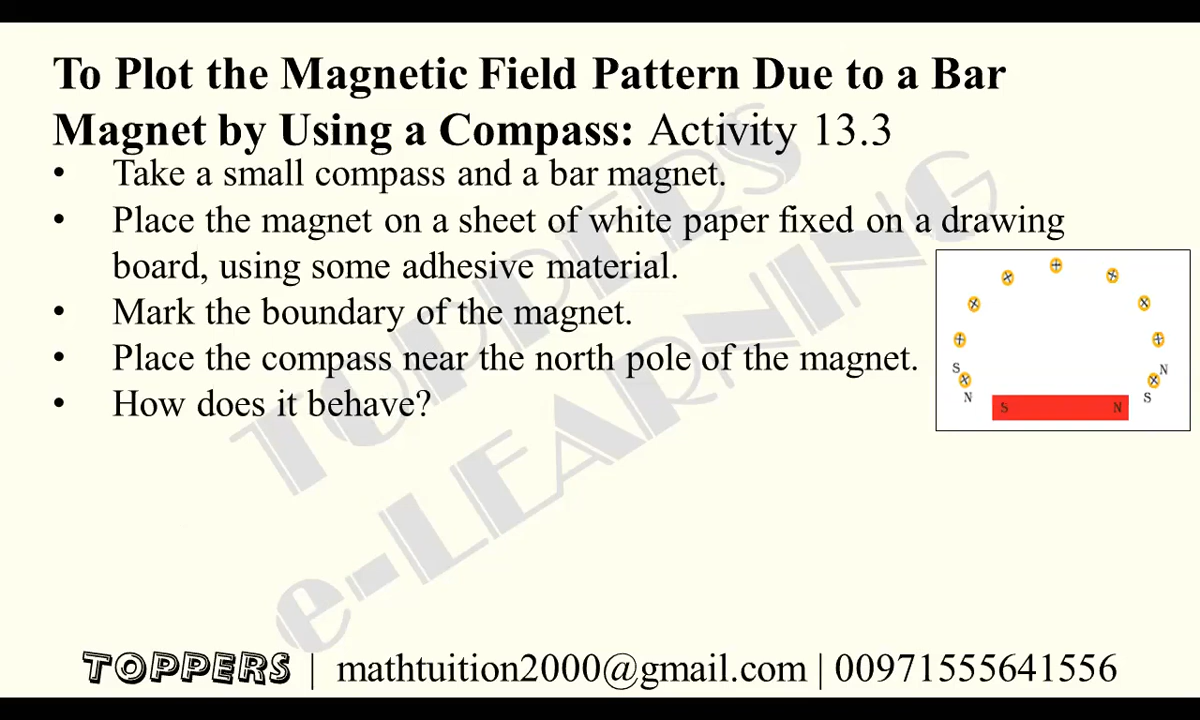 To Plot the Magnetic Field Pattern Due to a Bar
Magnet by Using a Compass: Activity 13.3
• Take a small compass and a bar magnet.
• Place the magnet on a sheet of white paper fixed on a drawing
board, using some adhesive material.
• Mark the boundary of the magnet.
• Place the compass near the north pole of the magnet.
• How does it behave?
S N
N S
S N
TOPPERS
e-LEARNING
TOPPERS | mathtuition2000@gmail.com | 00971555641556